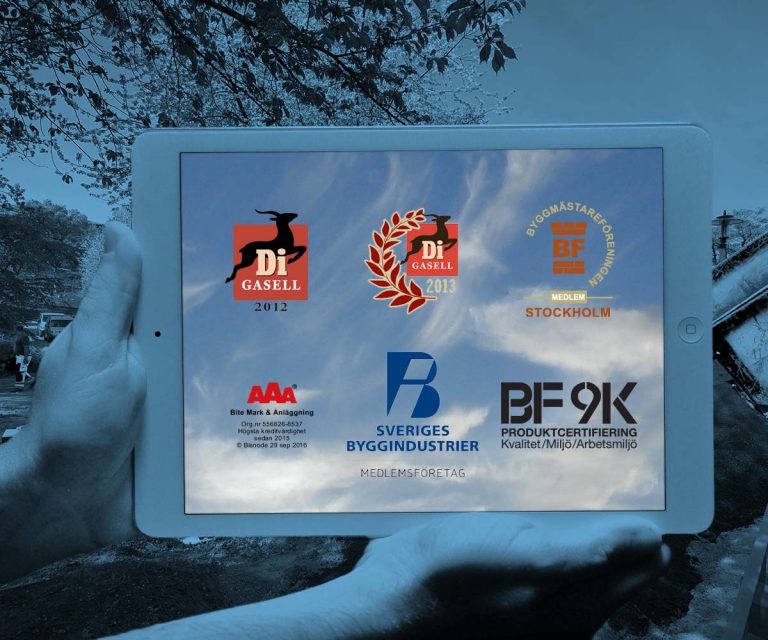 Di
GASELL
2012
Di
GASELL
2013
BYGGMÄSTAREFÖRENINGEN
BF
MEDLEM
STOCKHOLM
AAA®
Bite Mark & Anläggning
Org nr 556626-8537
Högsta kreditvärdighet
sedan 2015
© Bisnode 29 sep 2016
SVERIGES
BYGGINDUSTRIER
MEDLEMSFÖRETAG
BF9K
PRODUKTCERTIFIERING
Kvalitet/Miljö/Arbetsmiljö